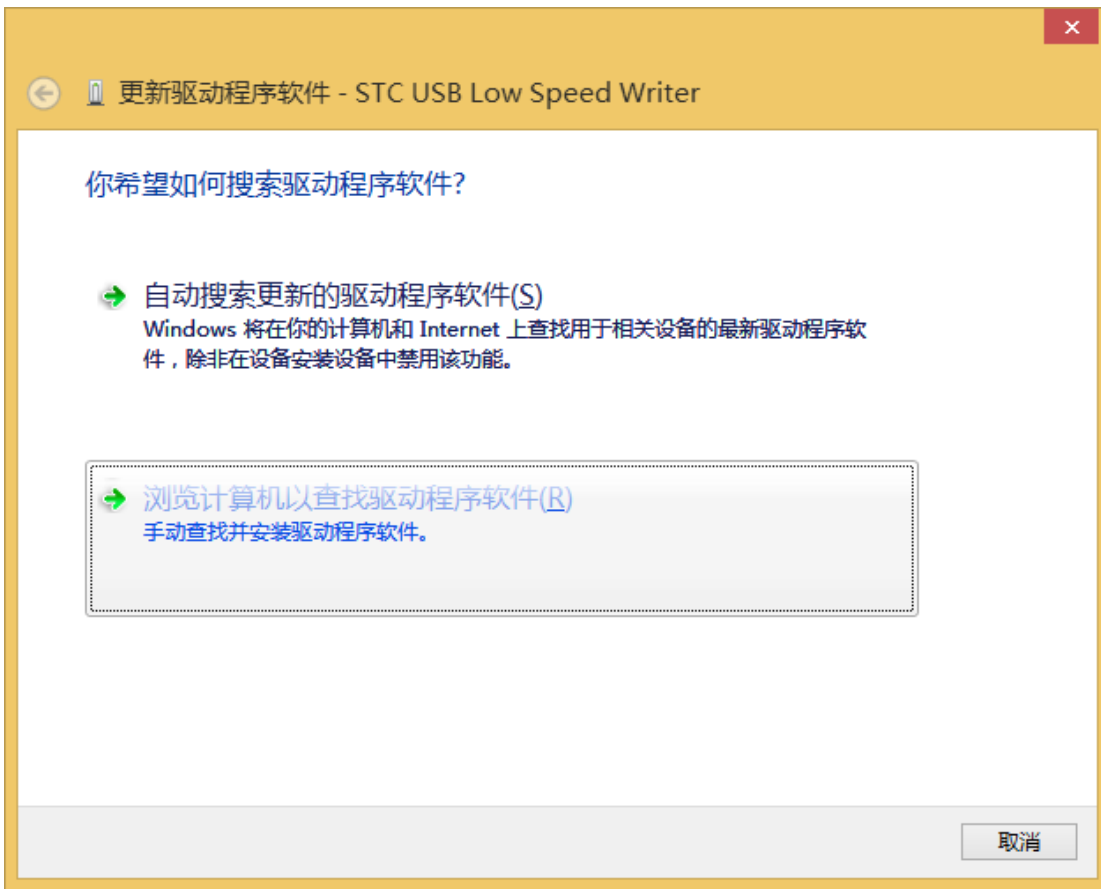 更新驱动程序软件 - STC USB Low Speed Writer
你希望如何搜索驱动程序软件?
自动搜索更新的驱动程序软件(S)
Windows 将在你的计算机和 Internet 上查找用于相关设备的最新驱动程序软
件，除非在设备安装设备中禁用该功能。
浏览计算机以查找驱动程序软件(R)
手动查找并安装驱动程序软件。
取消